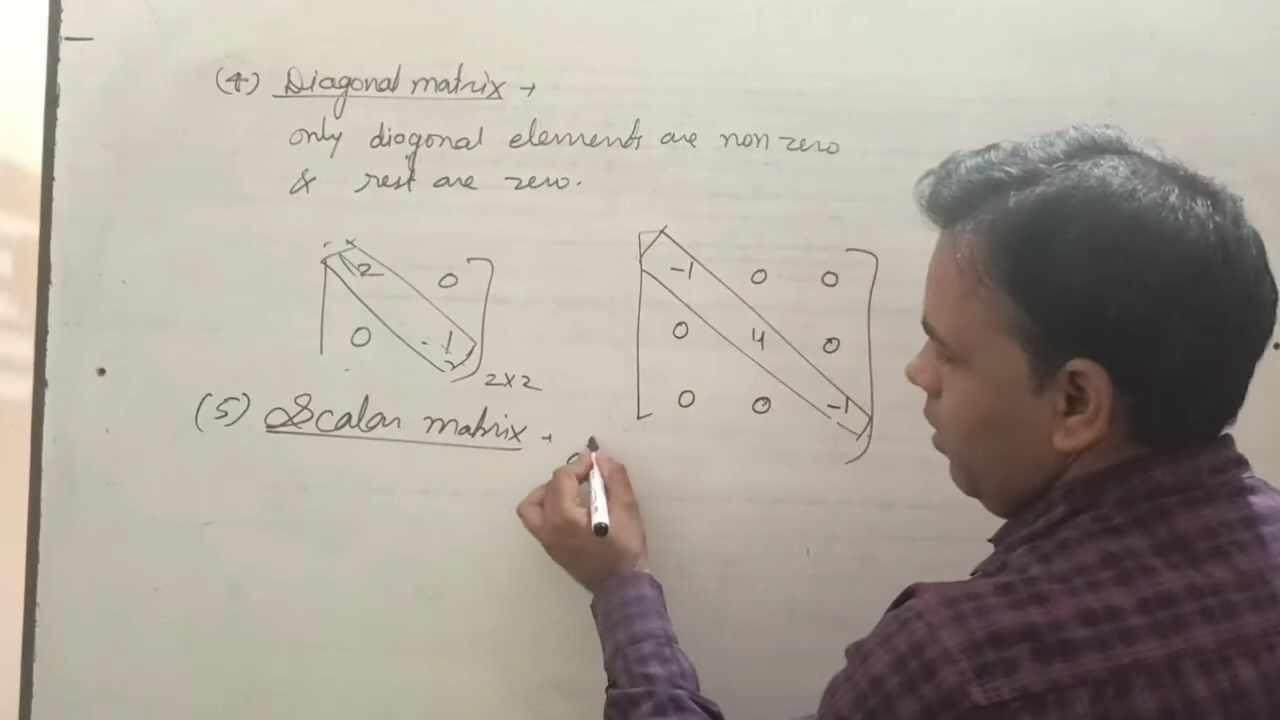 (4) Diagonal matrix →
only diagonal elements are non zero
& rest are zero.
2 0
0 -1
2×2
-1 0 0
0 4 0
0 0 -1
(5) Scalar matrix →